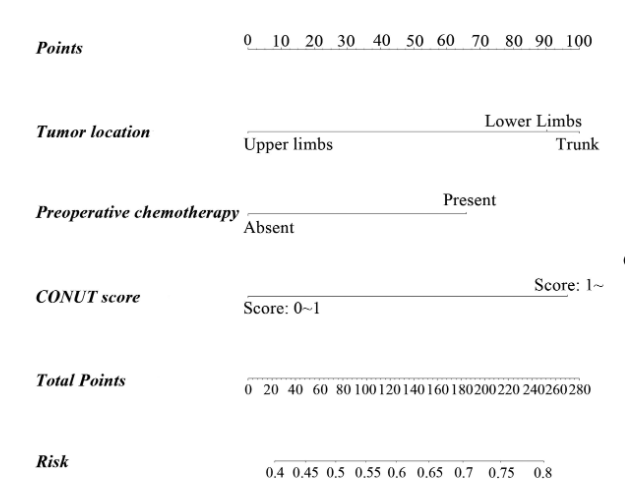 Points 0 10 20 30 40 50 60 70 80 90 100
Lower Limbs
Tumor location
Upper limbs Trunk
Present
Preoperative chemotherapy
Absent
Score: 1~
CONUT score
Score: 0~1
Total Points
0 20 40 60 80 100 120 140 160 180 200 220 240 260 280
Risk
0.4 0.45 0.5 0.55 0.6 0.65 0.7 0.75 0.8